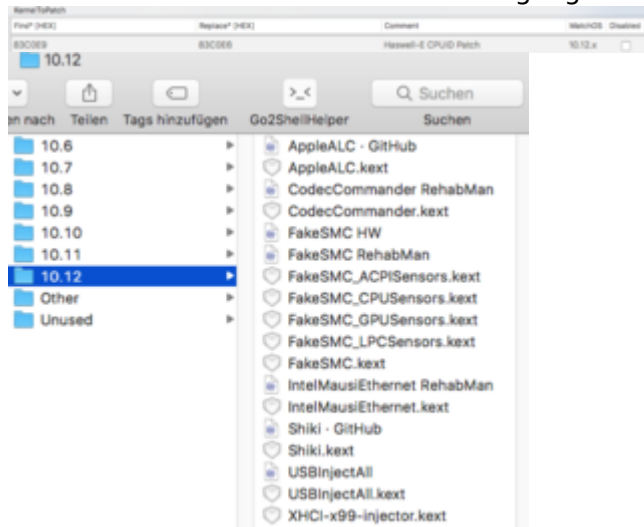 KernelToPatch
Find* [HEX] Replace* [HEX] Comment MatchOS Disabled
83C0E9 83C0E6 Haswell-E CPUID Patch 10.12.x
10.12
Suchen
en nach Teilen Tags hinzufügen Go2ShellHelper Suchen
10.6
10.7
10.8
10.9
10.10
10.11
10.12
Other
Unused
AppleALC · GitHub
AppleALC.kext
CodecCommander RehabMan
CodecCommander.kext
FakeSMC HW
FakeSMC RehabMan
FakeSMC_ACPISensors.kext
FakeSMC_CPUSensors.kext
FakeSMC_GPUSensors.kext
FakeSMC_LPCSensors.kext
FakeSMC.kext
IntelMausiEthernet RehabMan
IntelMausiEthernet.kext
Shiki · GitHub
Shiki.kext
USBInjectAll
USBInjectAll.kext
XHCI-x99-injector.kext